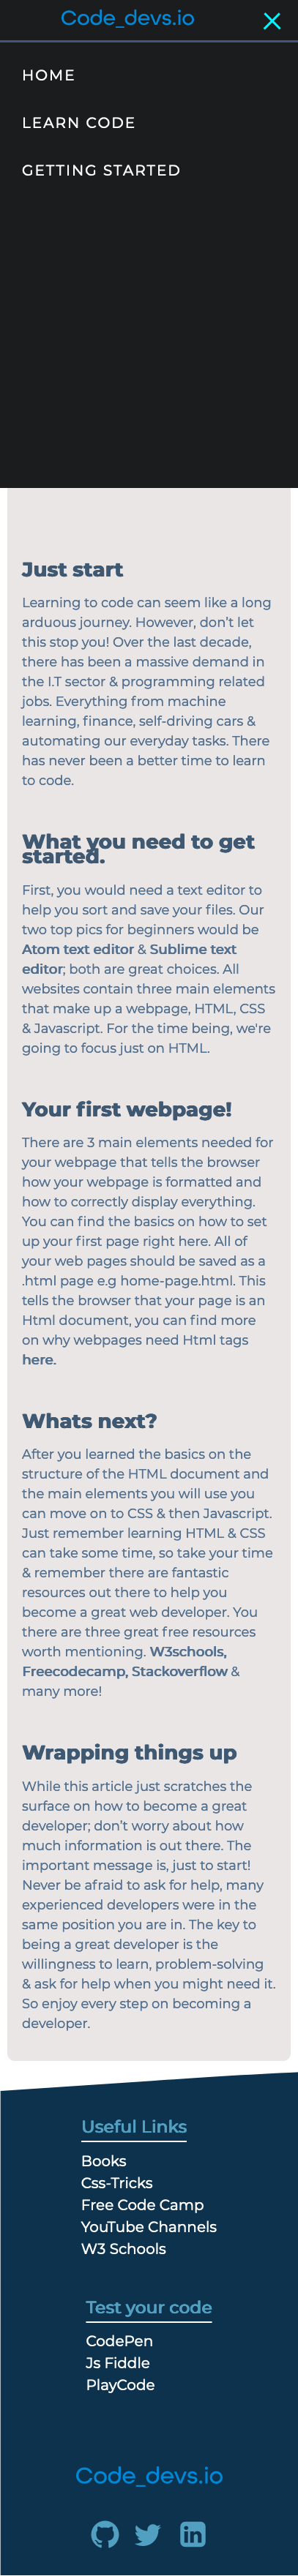 Code_devs.io
HOME
LEARN CODE
GETTING STARTED
Just start
Learning to code can seem like a long
arduous journey. However, don't let
this stop you! Over the last decade,
there has been a massive demand in
the I.T sector & programming related
jobs. Everything from machine
learning, finance, self-driving cars &
automating our everyday tasks. There
has never been a better time to learn
to code.
What you need to get
started.
First, you would need a text editor to
help you sort and save your files. Our
two top pics for beginners would be
Atom text editor & Sublime text
editor; both are great choices. All
websites contain three main elements
that make up a webpage, HTML, CSS
& Javascript. For the time being, we're
going to focus just on HTML.
Your first webpage!
There are 3 main elements needed for
your webpage that tells the browser
how your webpage is formatted and
how to correctly display everything.
You can find the basics on how to set
up your first page right here. All of
your web pages should be saved as a
.html page e.g home-page.html. This
tells the browser that your page is an
Html document, you can find more
on why webpages need Html tags
here.
Whats next?
After you learned the basics on the
structure of the HTML document and
the main elements you will use you
can move on to CSS & then Javascript.
Just remember learning HTML & CSS
can take some time, so take your time
& remember there are fantastic
resources out there to help you
become a great web developer. You
there are three great free resources
worth mentioning. W3schools,
Freecodecamp, Stackoverflow &
many more!
Wrapping things up
While this article just scratches the
surface on how to become a great
developer; don't worry about how
much information is out there. The
important message is, just to start!
Never be afraid to ask for help, many
experienced developers were in the
same position you are in. The key to
being a great developer is the
willingness to learn, problem-solving
& ask for help when you might need it.
So enjoy every step on becoming a
developer.
Useful Links
Books
Css-Tricks
Free Code Camp
YouTube Channels
W3 Schools
Test your code
CodePen
Js Fiddle
PlayCode
Code_devs.io